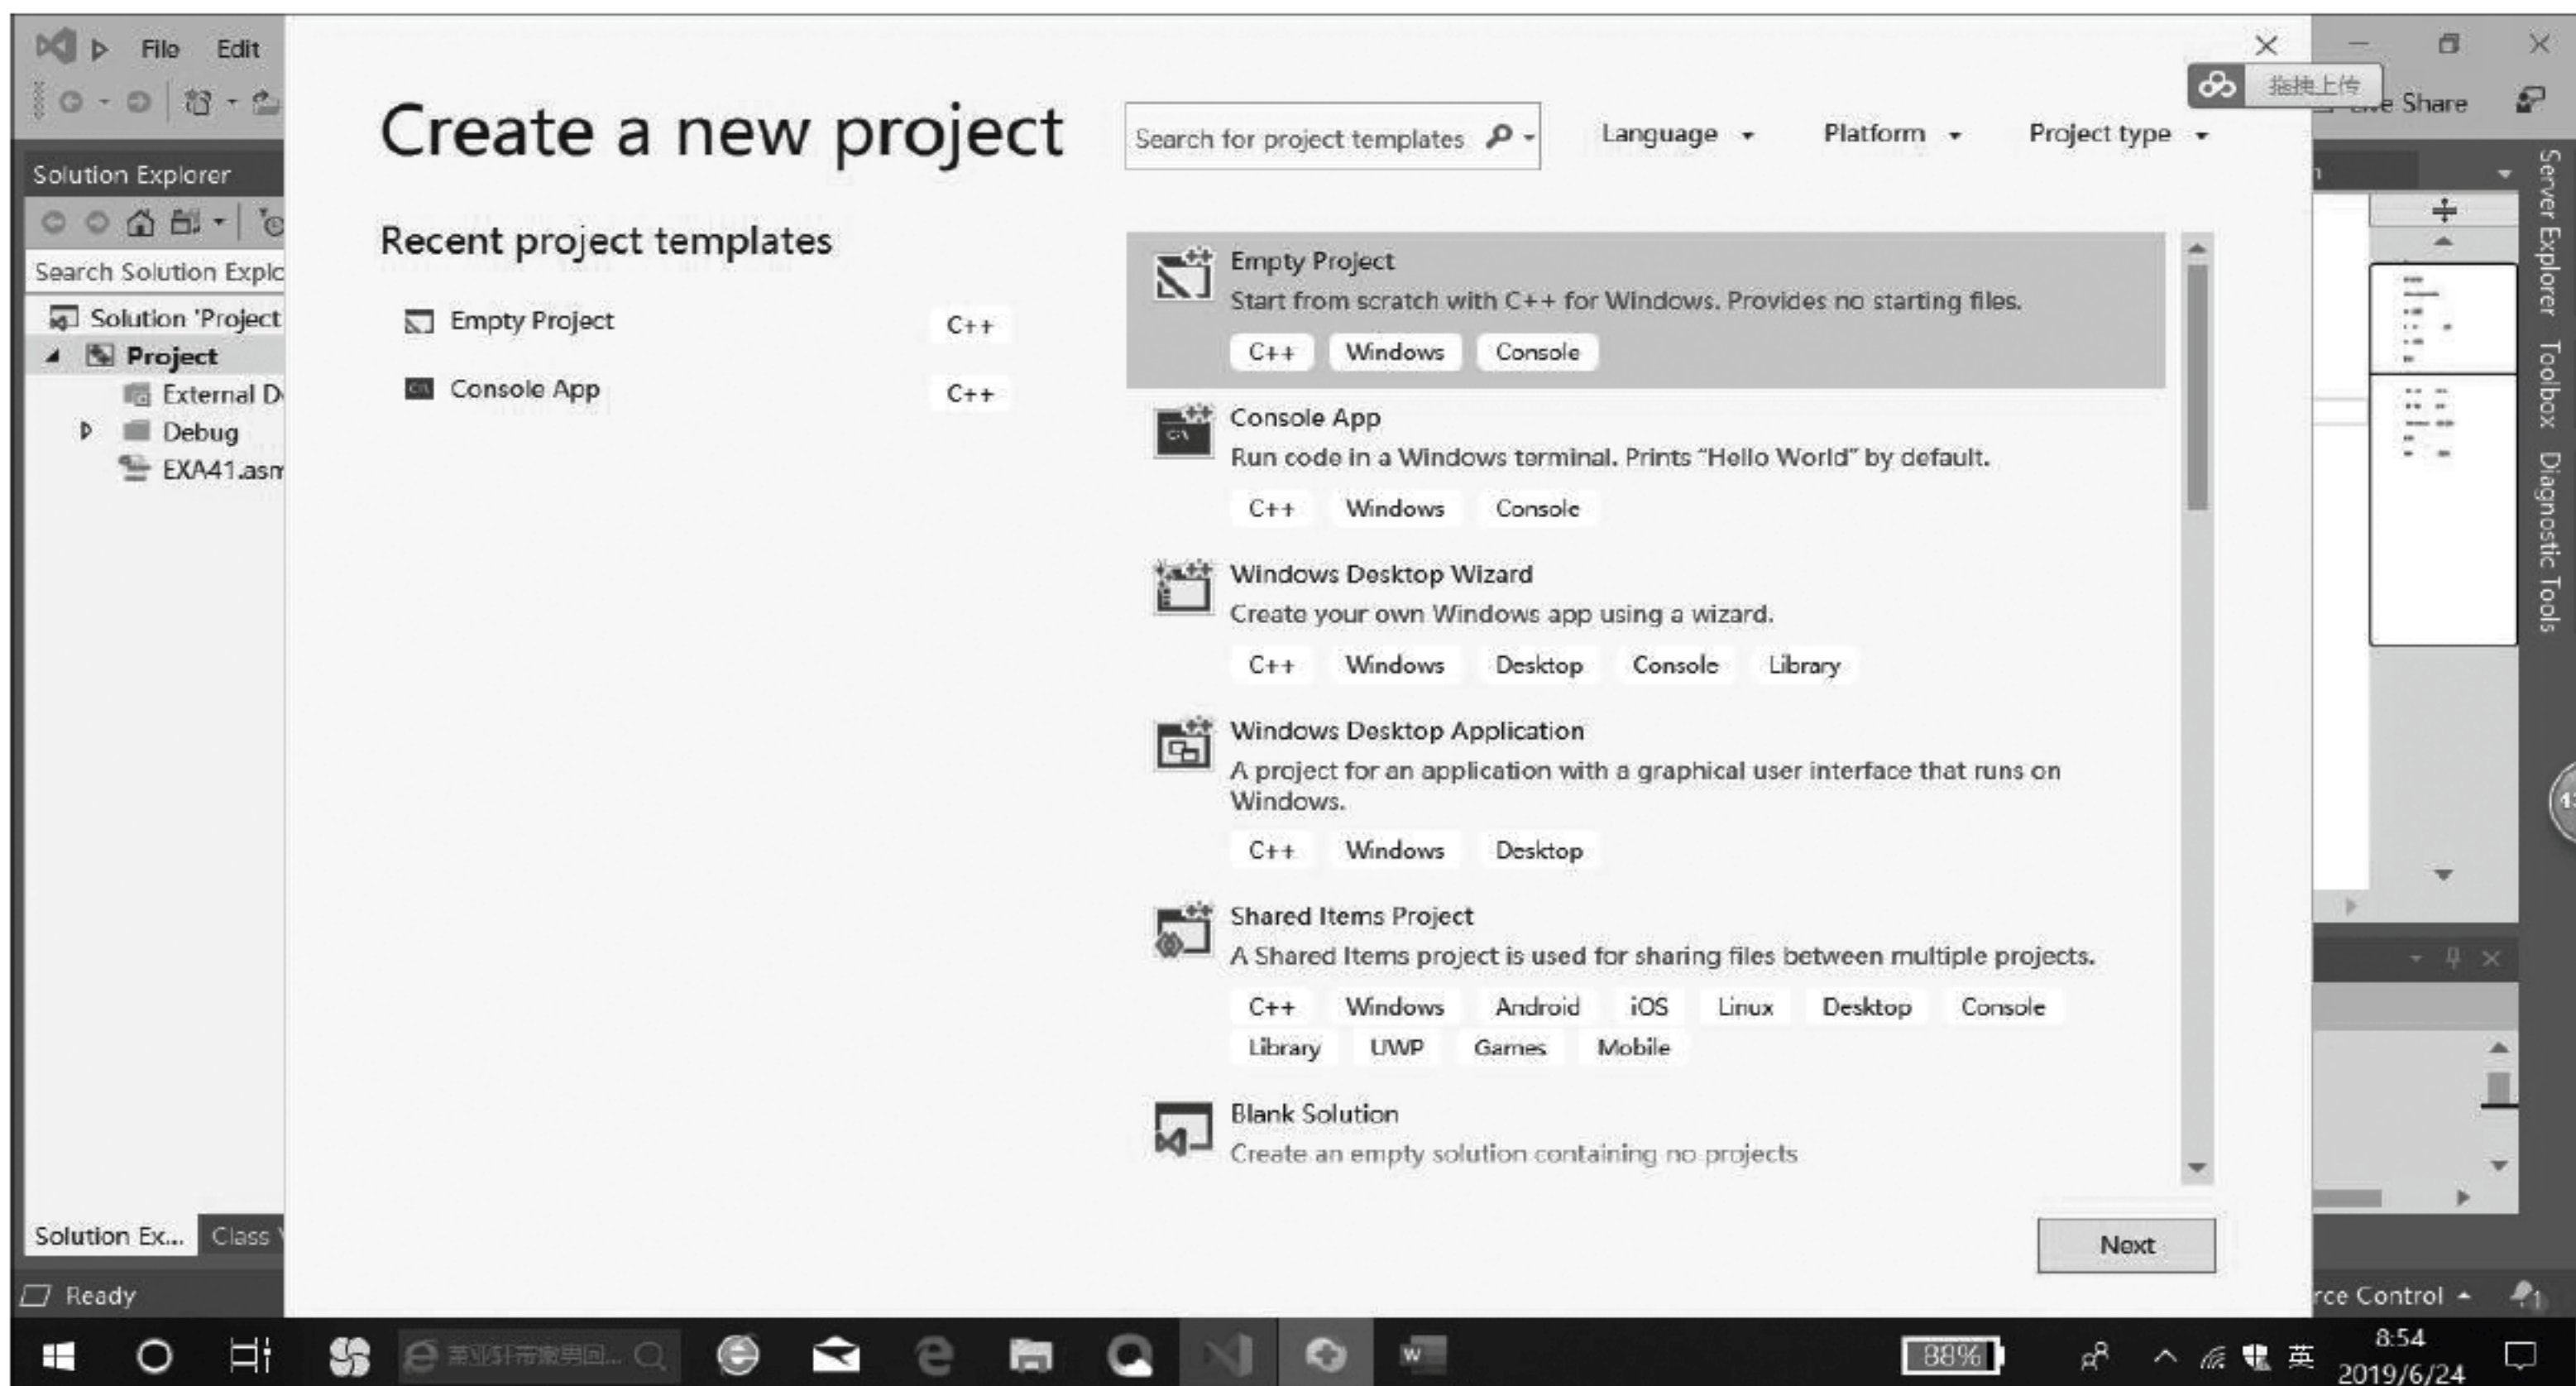 File Edit
拖拽上传
Share
Create a new project
Search for project templates
Language Platform Project type
Solution Explorer
Search Solution Explo
Solution 'Project
Project
External D
Debug
EXA41.asm
Recent project templates
Empty Project C++
Console App C++
Empty Project
Start from scratch with C++ for Windows. Provides no starting files.
C++ Windows Console
Console App
Run code in a Windows terminal. Prints “Hello World” by default.
C++ Windows Console
Windows Desktop Wizard
Create your own Windows app using a wizard.
C++ Windows Desktop Console Library
Windows Desktop Application
A project for an application with a graphical user interface that runs on
Windows.
C++ Windows Desktop
Shared Items Project
A Shared Items project is used for sharing files between multiple projects.
C++ Windows Android iOS Linux Desktop Console
Library UWP Games Mobile
Blank Solution
Create an empty solution containing no projects
Next
Server Explorer
Toolbox
Diagnostic Tools
Solution Ex... Class
Ready
rce Control
1
88%
英
8:54
2019/6/24